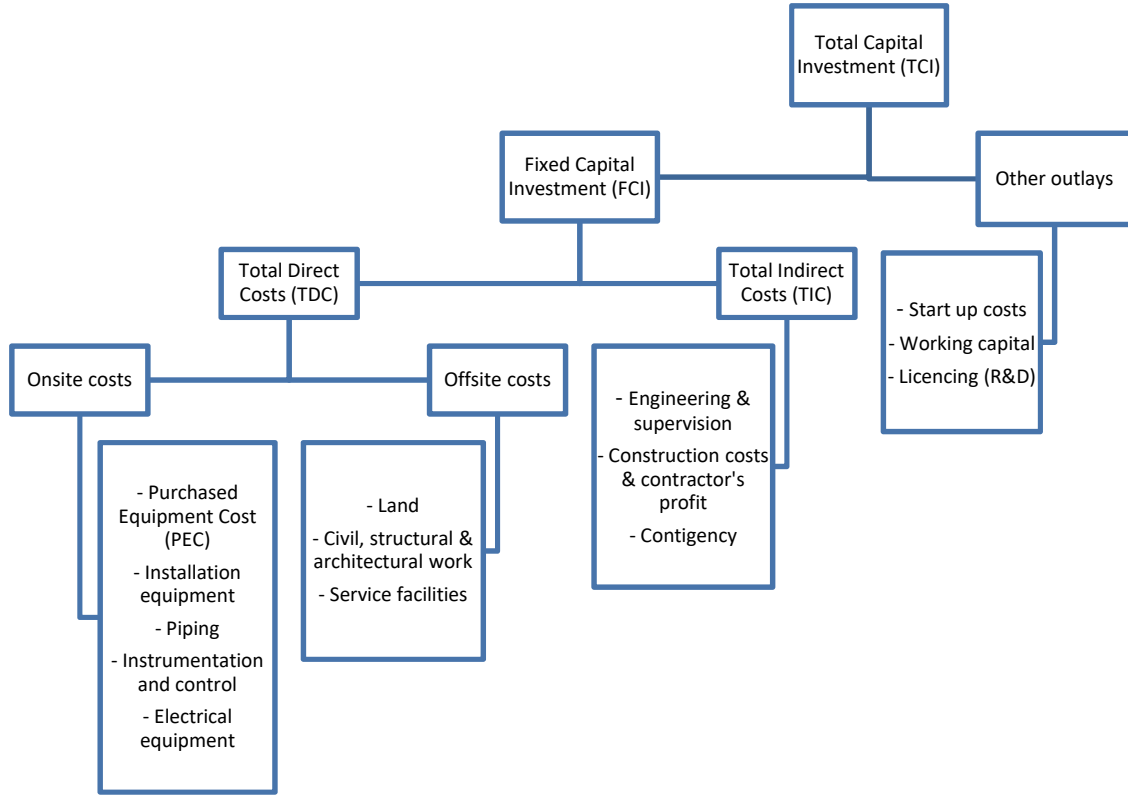 Total Capital
Investment (TCI)
Fixed Capital
Investment (FCI)
Other outlays
Total Direct
Costs (TDC)
Total Indirect
Costs (TIC)
- Start up costs
- Working capital
- Licencing (R&D)
Onsite costs
Offsite costs
- Engineering &
supervision
- Construction costs
& contractor's
profit
- Contigency
- Purchased
Equipment Cost
(PEC)
- Installation
equipment
- Piping
- Instrumentation
and control
- Electrical
equipment
- Land
- Civil, structural &
architectural work
- Service facilities